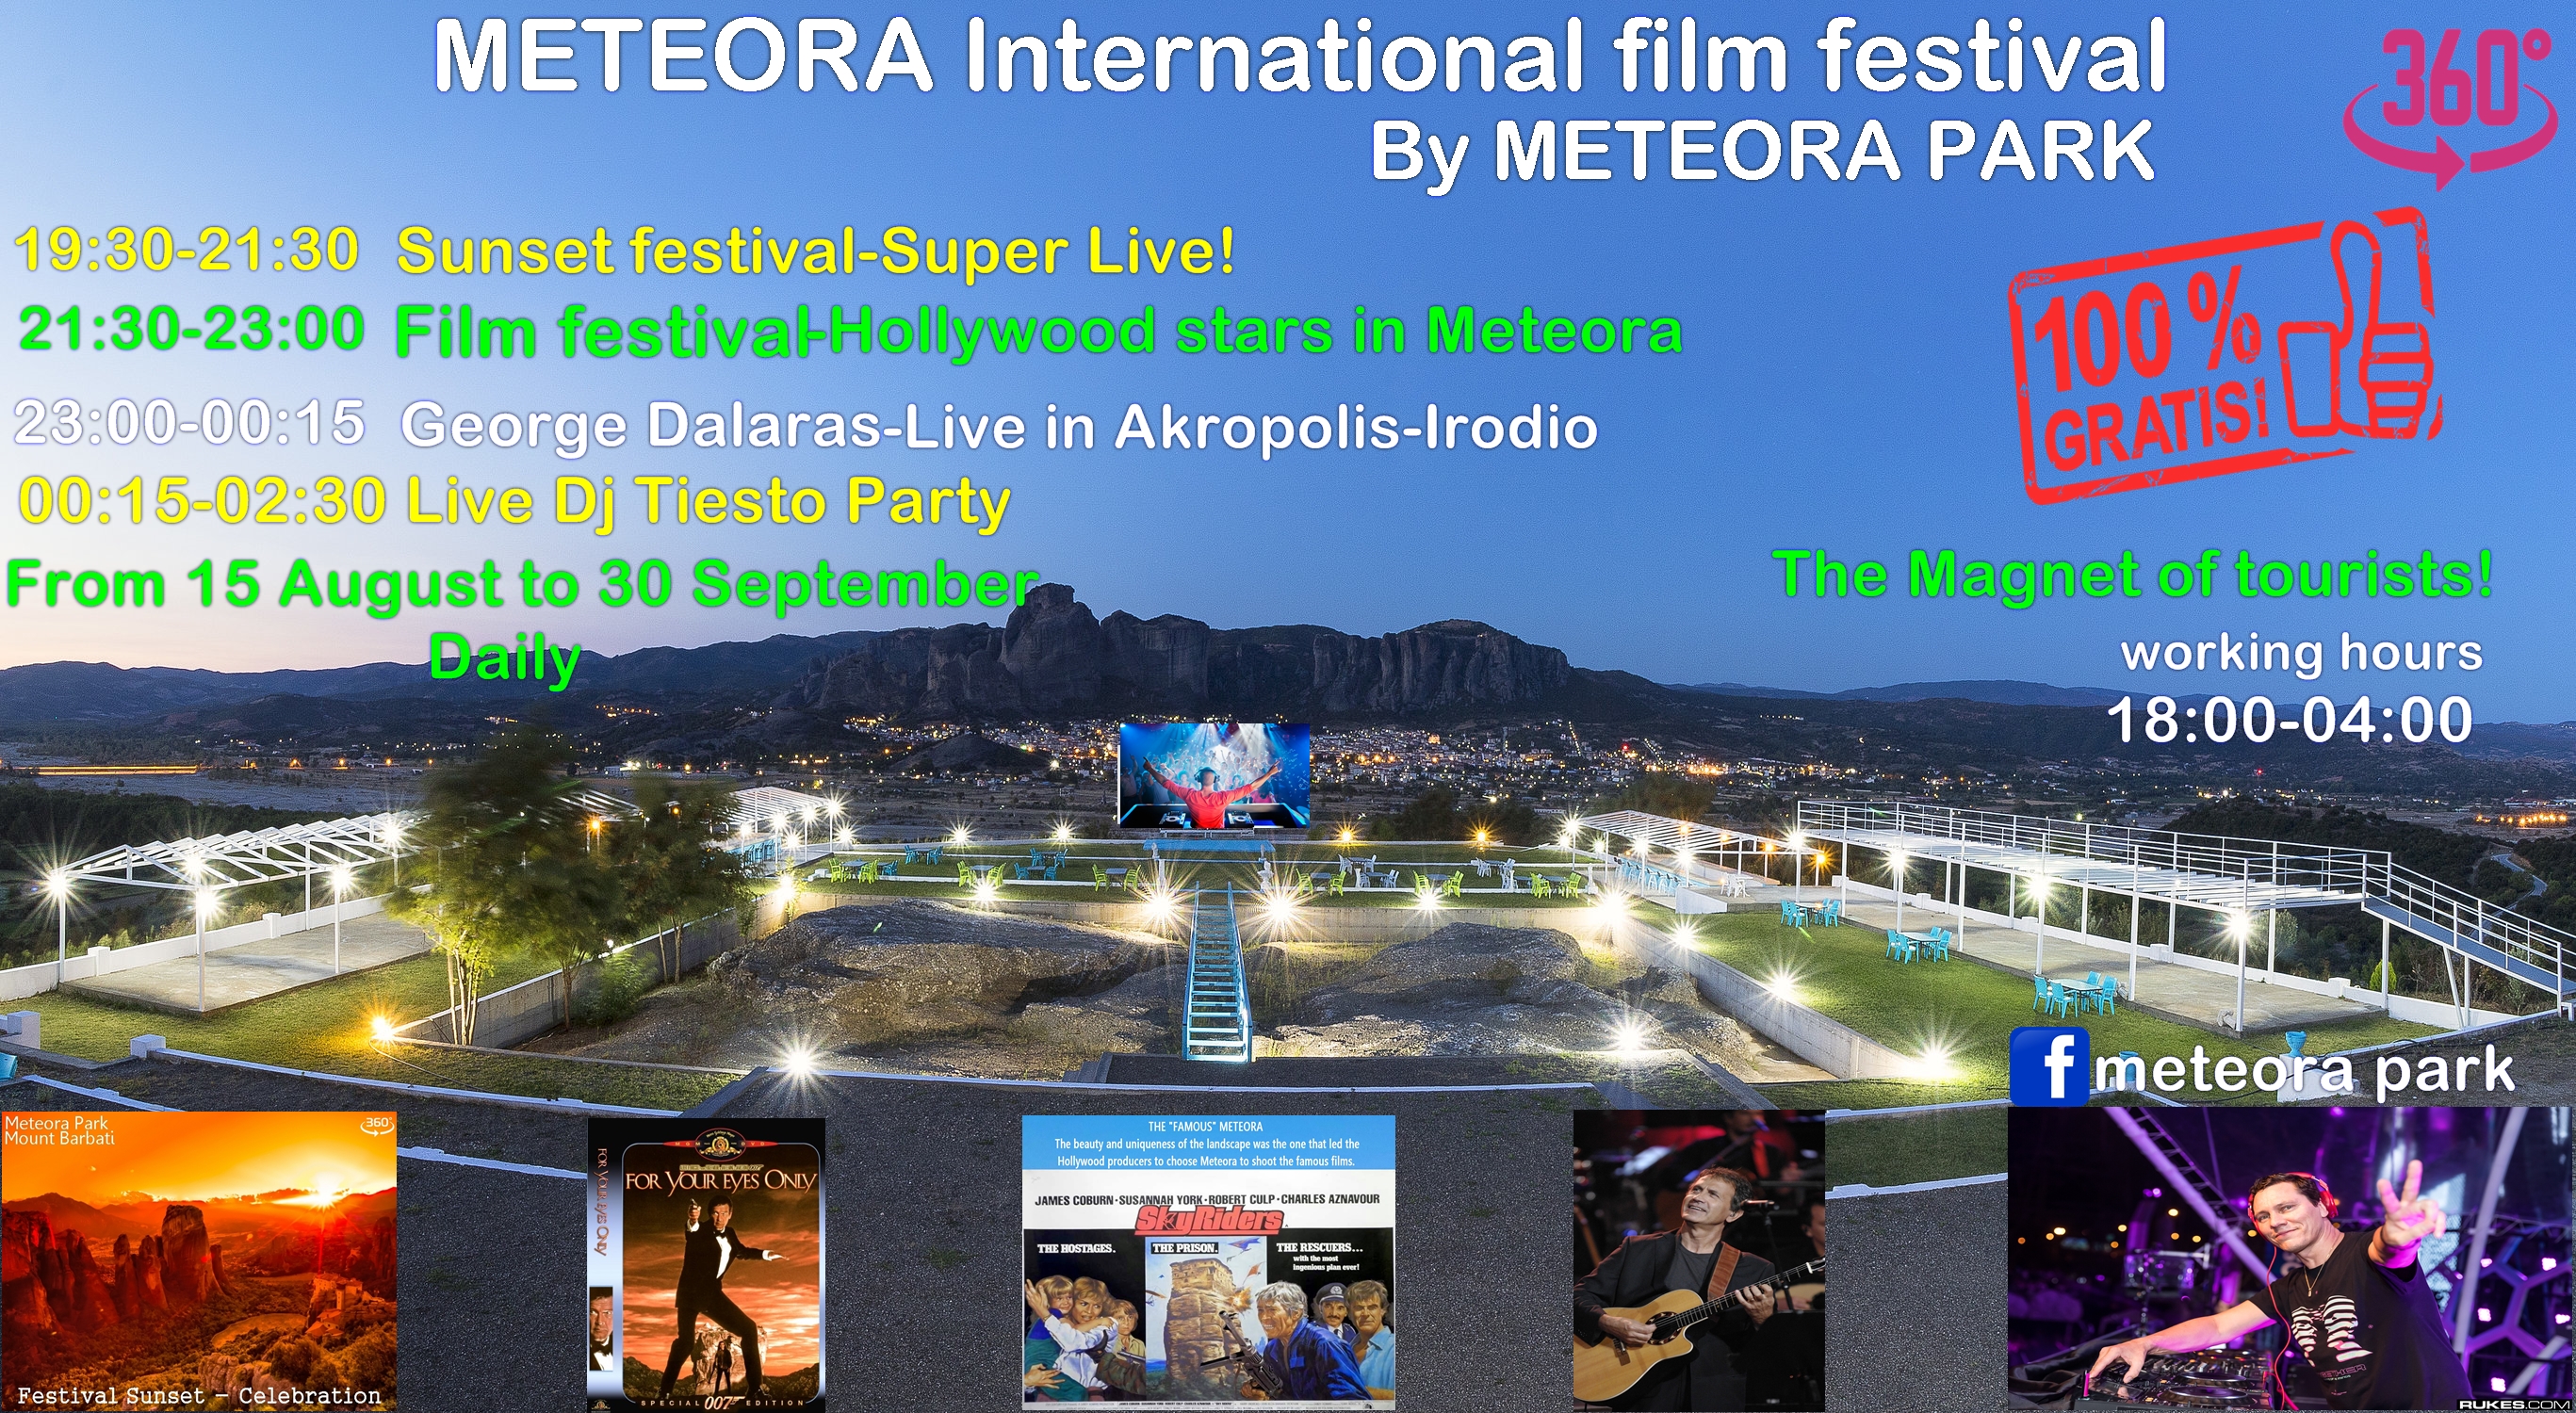 METEORA International film festival
By METEORA PARK
360°
19:30-21:30 Sunset festival-Super Live!
21:30-23:00 Film festival-Hollywood stars in Meteora
23:00-00:15 George Dalaras-Live in Akropolis-Irodio
00:15-02:30 Live Dj Tiesto Party
From 15 August to 30 September
Daily
100%
GRATIS!
The Magnet of tourists!
working hours
18:00-04:00
f meteora park
Meteora Park
Mount Barbati
360°
Festival Sunset - Celebration
FOR YOUR EYES ONLY
FOR YOUR EYES ONLY
SPECIAL 007 EDITION
THE "FAMOUS" METEORA
The beauty and uniqueness of the landscape was the one that led the
Hollywood producers to choose Meteora to shoot the famous films.
JAMES COBURN·SUSANNAH YORK·ROBERT CULP·CHARLES AZNAVOUR
SkyRiders
THE HOSTAGES.
THE PRISON.
THE RESCUERS...
with the most
ingenious plan ever!
RUKES.COM